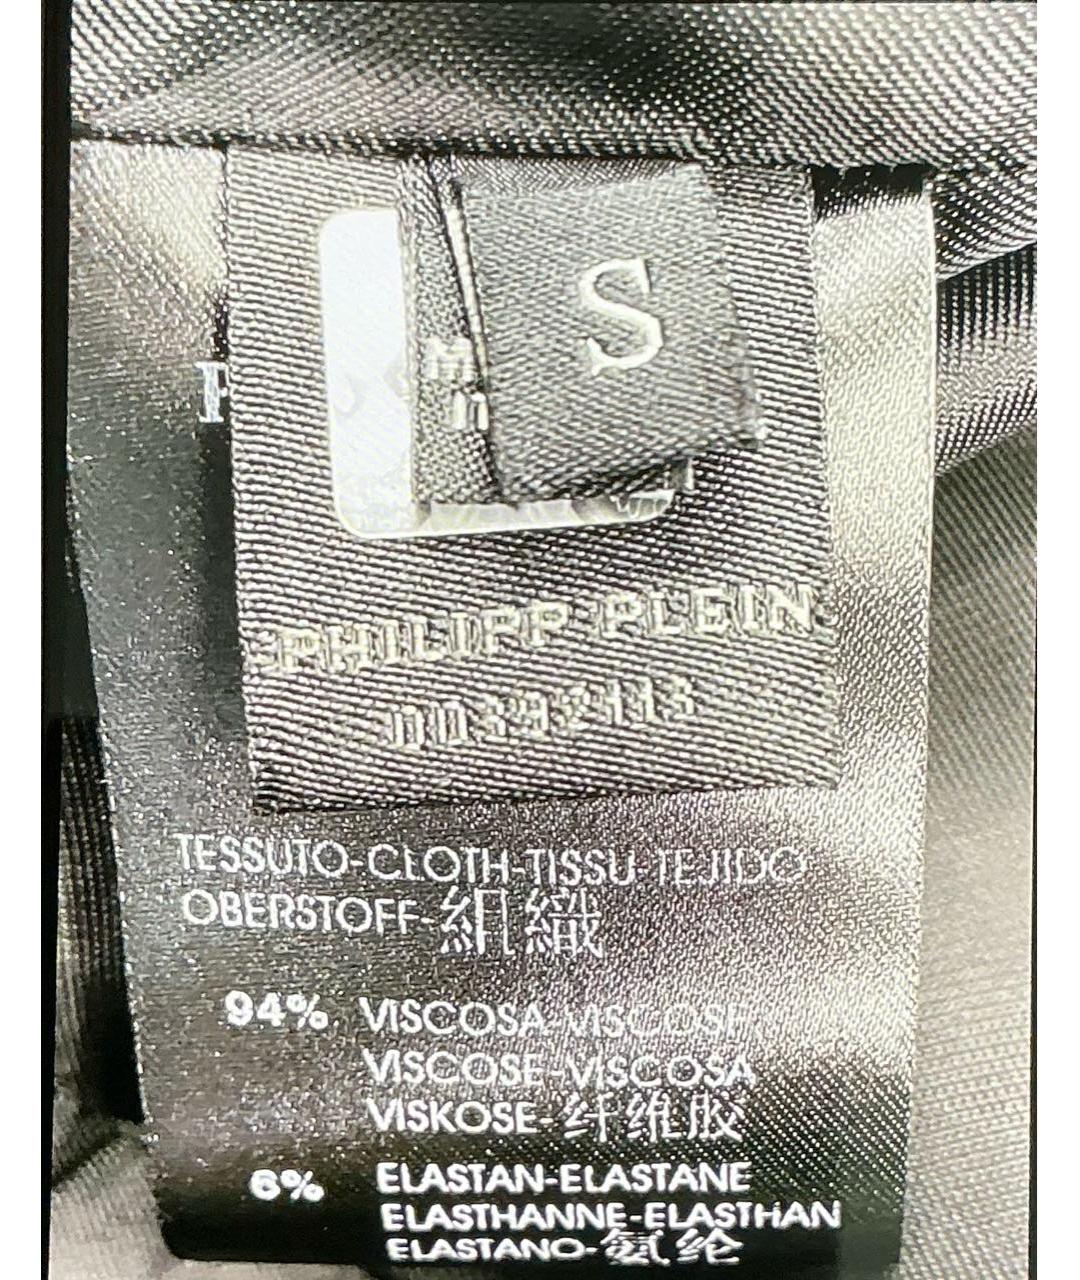 S
PHILIPP PLEIN
TESSUTO-CLOTH-TISSU-TEJIDO
OBERSTOFF-組織
94% VISCOSA-VISCOSE
VISCOSE-VISCOSA
VISKOSE-纤维胶
6% ELASTAN-ELASTANE
ELASTHANNE-ELASTHAN
ELASTANO-氨纶